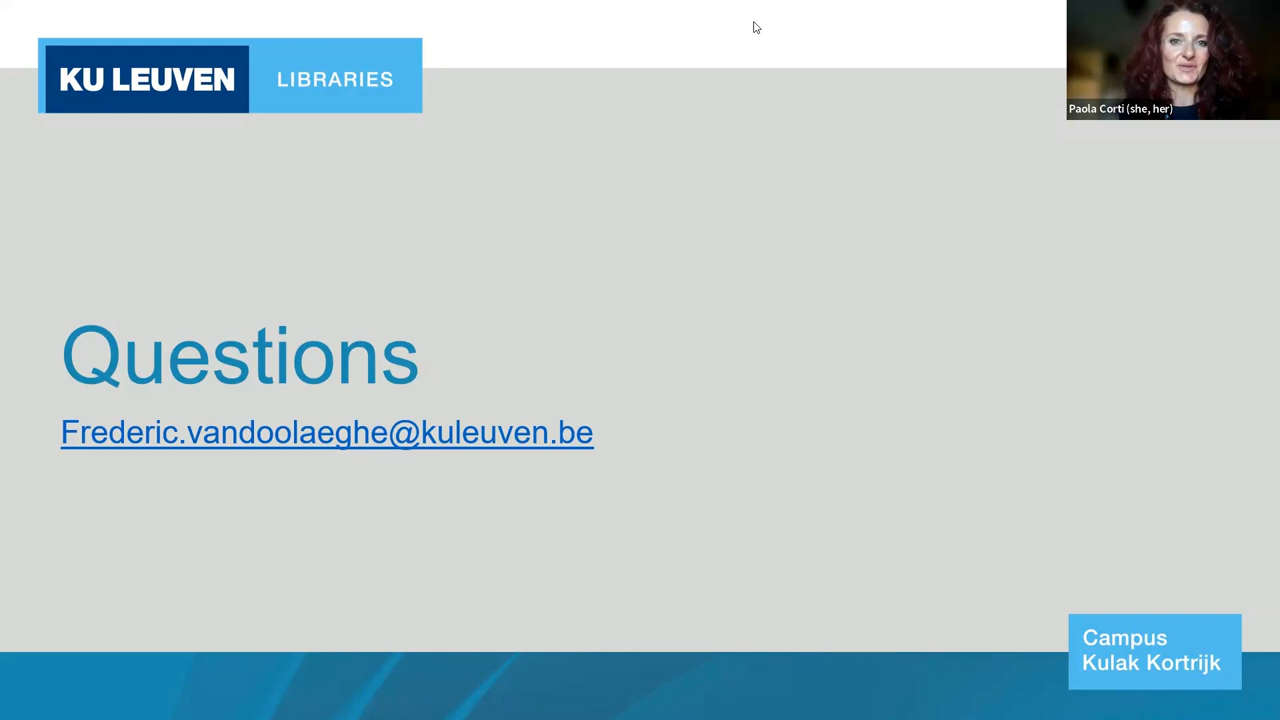 KU LEUVEN LIBRARIES
Paola Corti (she, her)
Questions
Frederic.vandoolaeghe@kuleuven.be
Campus
Kulak Kortrijk